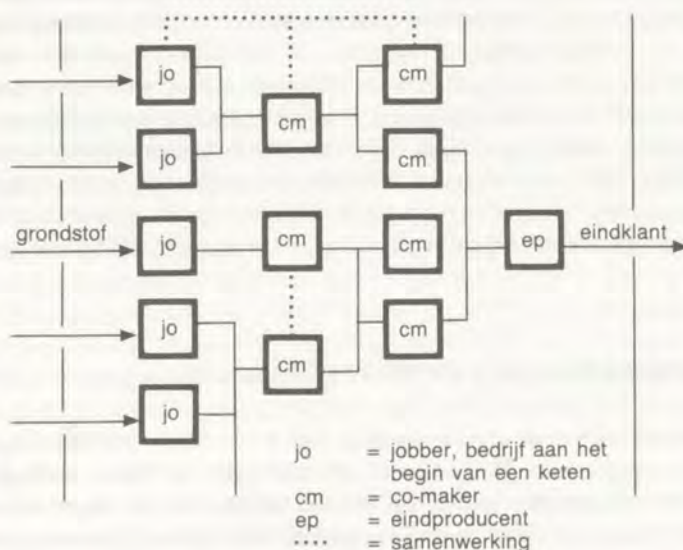 jo
cm
cm
jo
cm
grondstof
jo
cm
cm
ep
eindklant
jo
cm
cm
jo
jo = jobber, bedrijf aan het
begin van een keten
cm = co-maker
ep = eindproducent
···· = samenwerking